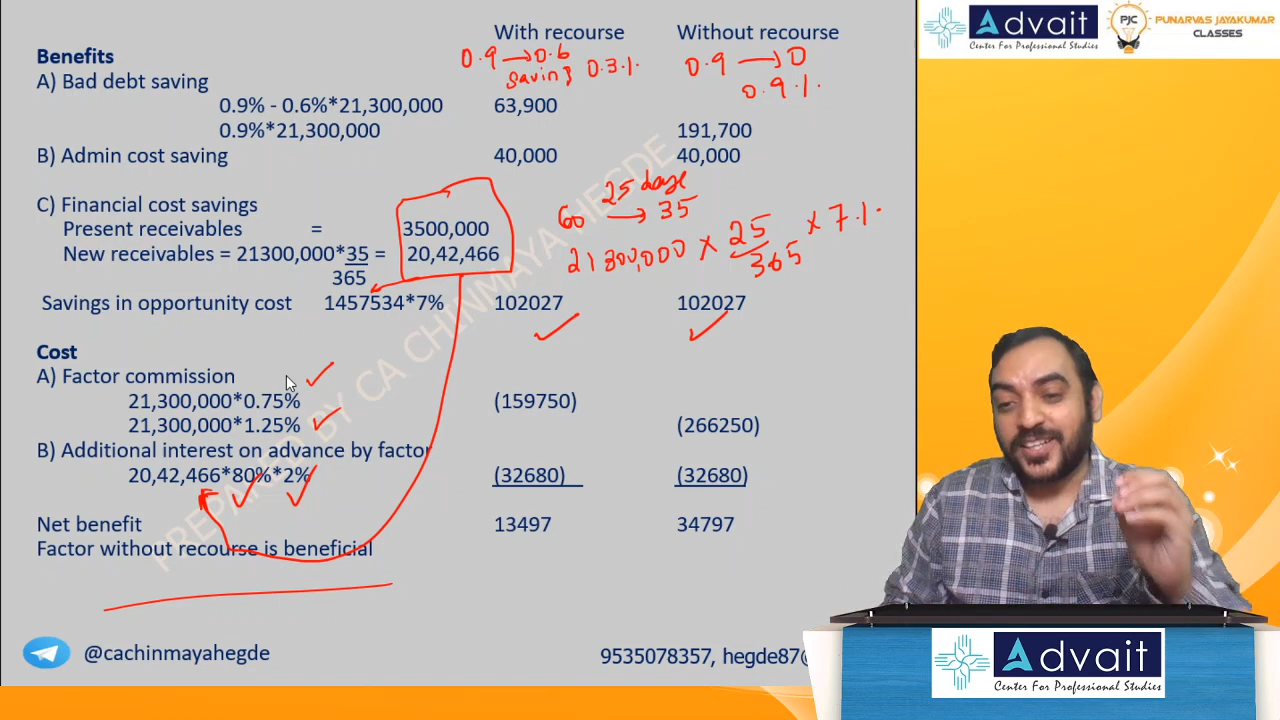 With recourse Without recourse
Benefits
0.9 → 0.6
saving 0.3%.
0.9 → 0
0.9%.
A) Bad debt saving
0.9% - 0.6%*21,300,000 63,900
0.9%*21,300,000 191,700
B) Admin cost saving 40,000 40,000
25 days
60 → 35
21300,000 × 25/365 × 7%.
C) Financial cost savings
Present receivables = 3500,000
New receivables = 21300,000*35 = 20,42,466
365
Savings in opportunity cost 1457534*7% 102027 102027
Cost
A) Factor commission
21,300,000*0.75% (159750)
21,300,000*1.25% (266250)
B) Additional interest on advance by factor
20,42,466*80%*2% (32680) (32680)
Net benefit 13497 34797
Factor without recourse is beneficial
PREPARED BY CA CHINMAYA HEGDE
@cachinmayahegde
9535078357, hegde87@
Advait
Center For Professional Studies
PJC
PUNARVAS JAYAKUMAR
CLASSES
Advait
Center For Professional Studies